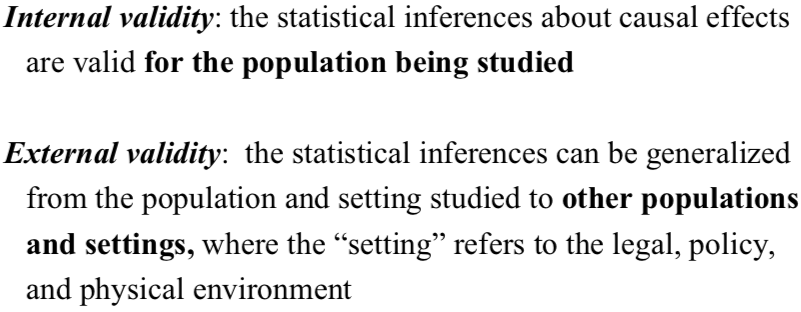 Internal validity: the statistical inferences about causal effects
are valid for the population being studied
External validity:  the statistical inferences can be generalized
from the population and setting studied to other populations
and settings, where the “setting” refers to the legal, policy,
and physical environment